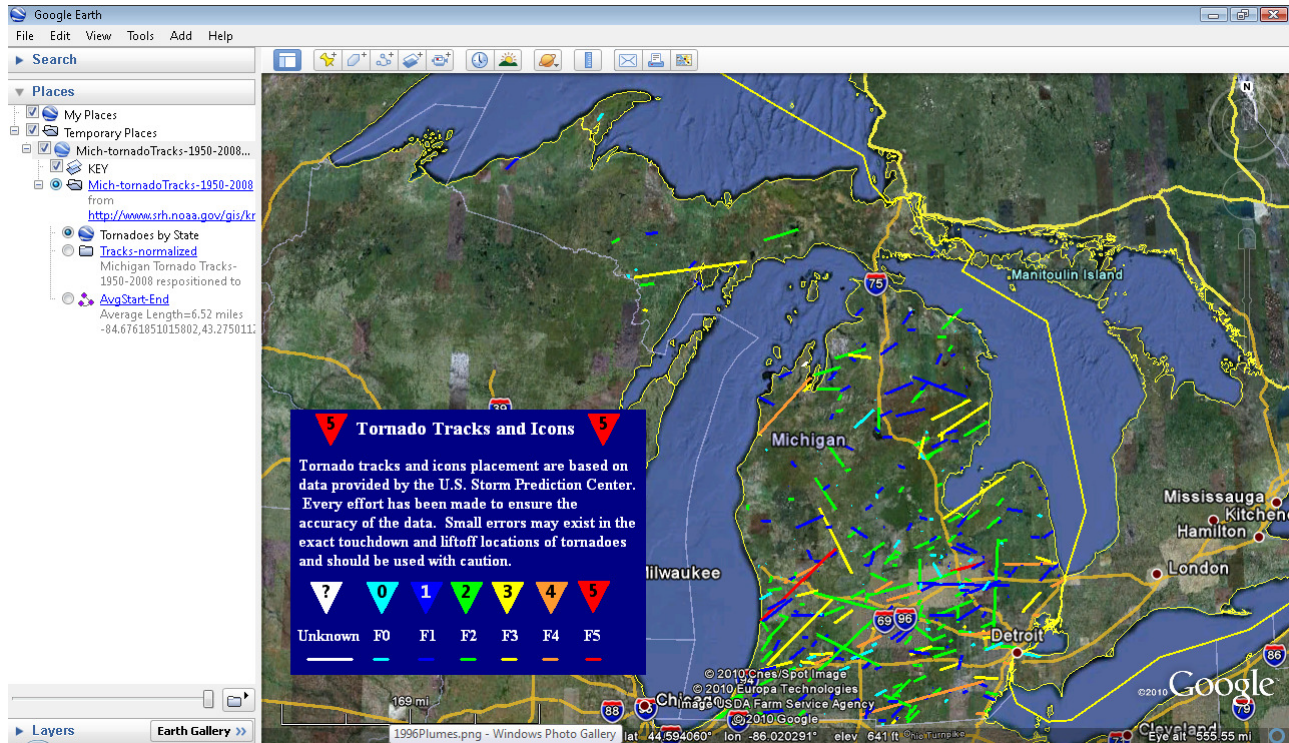 Google Earth
File Edit View Tools Add Help
Search
Places
My Places
Temporary Places
Mich-tornadoTracks-1950-2008...
KEY
Mich-tornadoTracks-1950-2008
from
http://www.srh.noaa.gov/gis/kr
Tornadoes by State
Tracks-normalized
Michigan Tornado Tracks-
1950-2008 respositioned to
AvgStart-End
Average Length=6.52 miles
-84.6761851015802,43.2750112
Layers
Earth Gallery »
N
Manitoulin Island
75
39
Michigan
Mississauga
Kitchen
Hamilton
London
Milwaukee
69 96
Detroit
86
94
Chicago
88
79
Cleveland
Ohio Turnpike
5 Tornado Tracks and Icons 5
Tornado tracks and icons placement are based on
data provided by the U.S. Storm Prediction Center.
Every effort has been made to ensure the
accuracy of the data. Small errors may exist in the
exact touchdown and liftoff locations of tornadoes
and should be used with caution.
? 0 1 2 3 4 5
Unknown F0 F1 F2 F3 F4 F5
169 mi
© 2010 Cnes/Spot Image
© 2010 Europa Technologies
Image USDA Farm Service Agency
© 2010 Google
©2010 Google
1996Plumes.png - Windows Photo Gallery
lat 44.594060° lon -86.020291° elev 641 ft
Eye alt 555.55 mi